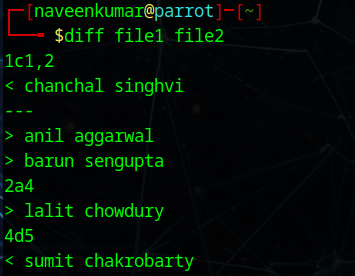 ┌─[naveenkumar@parrot]─[~]
└──╼ $diff file1 file2
1c1,2
< chanchal singhvi
---
> anil aggarwal
> barun sengupta
2a4
> lalit chowdury
4d5
< sumit chakrobarty